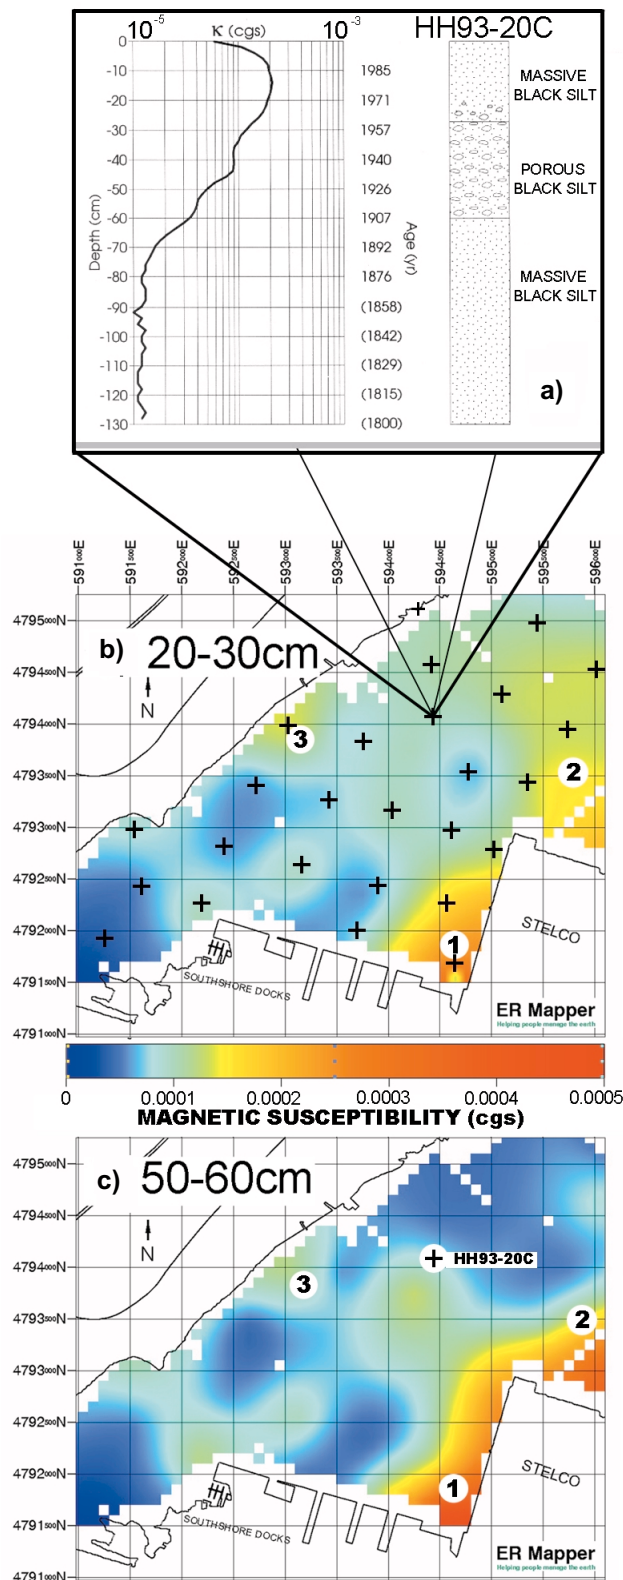 10-5 κ (cgs) 10-3 HH93-20C
0
-10 1985
-20 1971
-30 1957
-40 1940
-50 1926
-60 1907
-70 1892
-80 1876
-90 (1858)
-100 (1842)
-110 (1829)
-120 (1815)
-130 (1800)
Depth (cm)
Age (yr)
MASSIVE
BLACK SILT
POROUS
BLACK SILT
MASSIVE
BLACK SILT
a)
591000E 591500E 592000E 592500E 593000E 593500E 594000E 594500E 595000E 595500E 596000E
4795000N
4794500N
4794000N
4793500N
4793000N
4792500N
4792000N
4791500N
4791000N
b) 20-30cm
N
3
2
1
STELCO
HH
SOUTHSHORE DOCKS
ER Mapper
Helping people manage the earth
0 0.0001 0.0002 0.0003 0.0004 0.0005
MAGNETIC SUSCEPTIBILITY (cgs)
4795000N
4794500N
4794000N
4793500N
4793000N
4792500N
4792000N
4791500N
4791000N
c) 50-60cm
N
HH93-20C
3
2
1
STELCO
HH
SOUTHSHORE DOCKS
ER Mapper
Helping people manage the earth